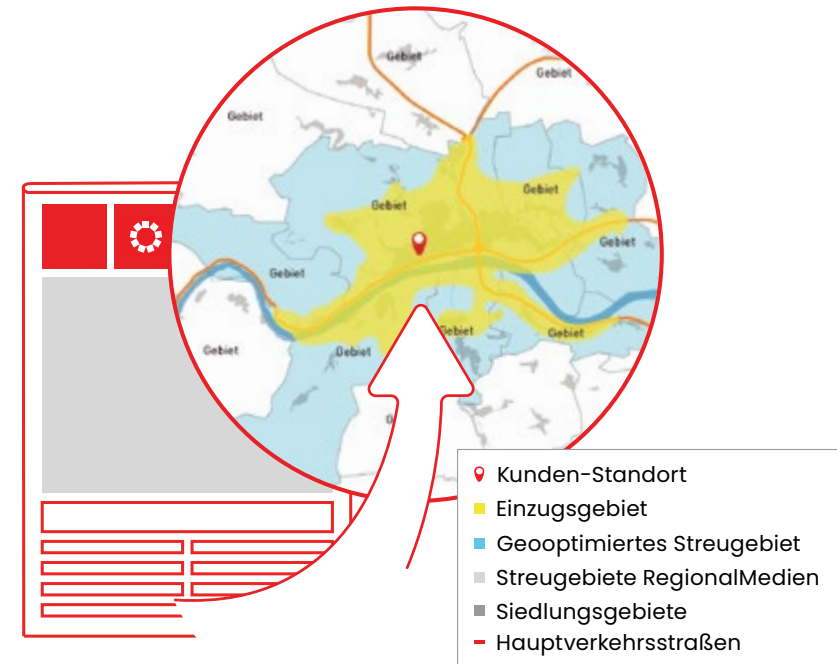 Gebiet
Gebiet
Gebiet
Gebiet
Gebiet
Gebiet
Gebiet
Gebiet
Gebiet
Gebiet
Gebiet
Kunden-Standort
Einzugsgebiet
Geooptimiertes Streugebiet
Streugebiete RegionalMedien
Siedlungsgebiete
Hauptverkehrsstraßen